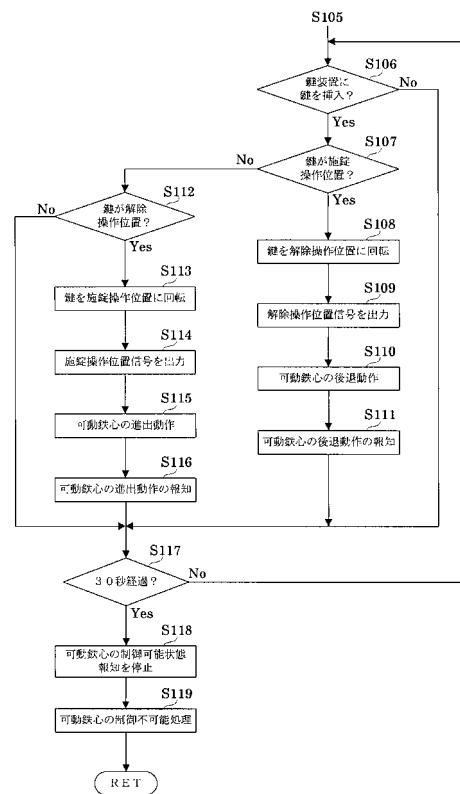 S105
S106
鍵装置に
鍵を挿入？
No
Yes
S107
鍵が施錠
操作位置？
No
Yes
S112
鍵が解除
操作位置？
No
Yes
S108
鍵を解除操作位置に回転
S109
解除操作位置信号を出力
S110
可動鉄心の後退動作
S111
可動鉄心の後退動作の報知
S113
鍵を施錠操作位置に回転
S114
施錠操作位置信号を出力
S115
可動鉄心の進出動作
S116
可動鉄心の進出動作の報知
S117
３０秒経過？
No
Yes
S118
可動鉄心の制御可能状態
報知を停止
S119
可動鉄心の制御不可能処理
ＲＥＴ